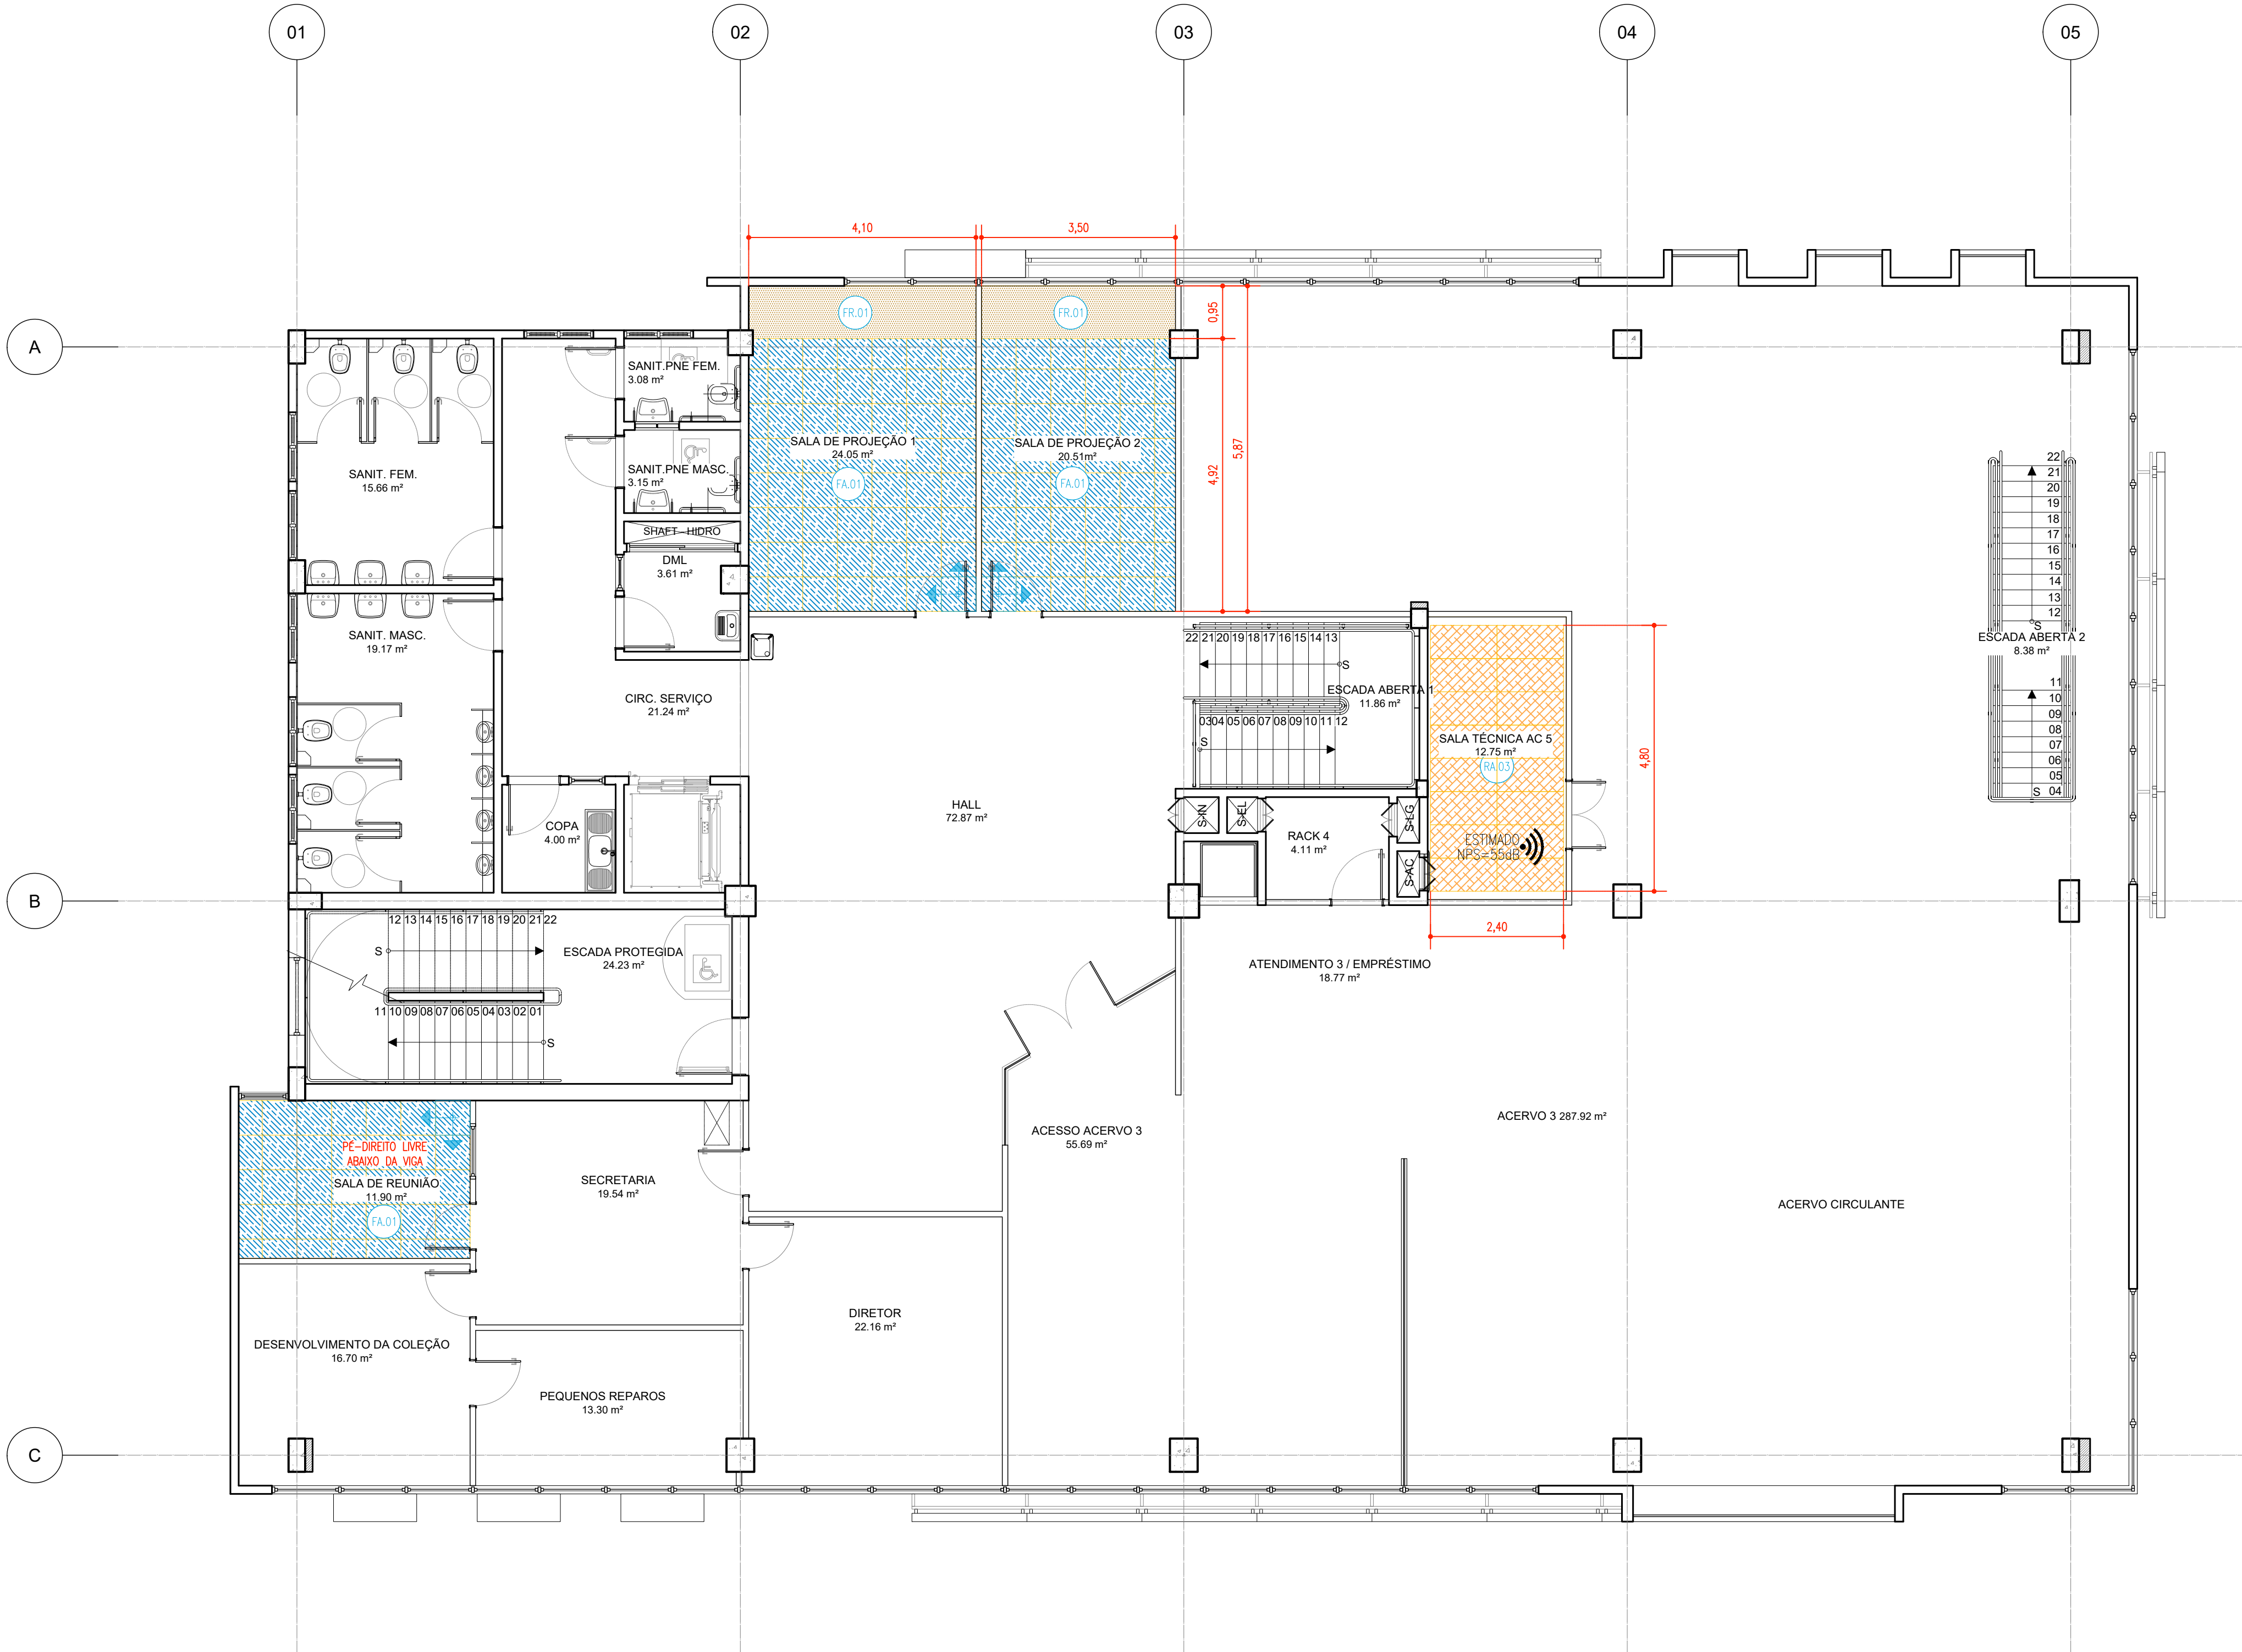 01
02
03
04
05
4,10
3,50
FR.01
FR.01
0,95
A
SANIT.PNE FEM.
3.08 m²
SALA DE PROJEÇÃO 1
24.05 m²
SALA DE PROJEÇÃO 2
20.51m²
4,92
5,87
SANIT. FEM.
15.66 m²
SANIT.PNE MASC.
3.15 m²
FA.01
FA.01
SHAFT - HIDRO
DML
3.61 m²
22
21
20
19
18
17
16
15
14
13
12
S
ESCADA ABERTA 2
8.38 m²
11
10
09
08
07
06
05
S 04
SANIT. MASC.
19.17 m²
22 21 20 19 18 17 16 15 14 13
S
CIRC. SERVIÇO
21.24 m²
ESCADA ABERTA 1
11.86 m²
03 04 05 06 07 08 09 10 11 12
S
SALA TÉCNICA AC 5
12.75 m²
RA.03
4,80
HALL
72.87 m²
S-IN
S-EL
S-LG
COPA
4.00 m²
RACK 4
4.11 m²
ESTIMADO
NPS=55dB
S-AC
B
12 13 14 15 16 17 18 19 20 21 22
S
ESCADA PROTEGIDA
24.23 m²
2,40
ATENDIMENTO 3 / EMPRÉSTIMO
18.77 m²
11 10 09 08 07 06 05 04 03 02 01
S
ACESSO ACERVO 3
55.69 m²
ACERVO 3 287.92 m²
PÉ-DIREITO LIVRE
ABAIXO DA VIGA
SALA DE REUNIÃO
11.90 m²
FA.01
SECRETARIA
19.54 m²
ACERVO CIRCULANTE
DIRETOR
22.16 m²
DESENVOLVIMENTO DA COLEÇÃO
16.70 m²
PEQUENOS REPAROS
13.30 m²
C